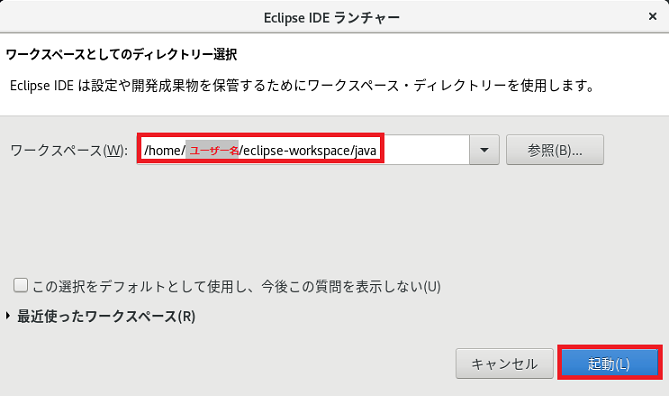 Eclipse IDE ランチャー
ワークスペースとしてのディレクトリー選択
Eclipse IDE は設定や開発成果物を保管するためにワークスペース・ディレクトリーを使用します。
ワークスペース(W): /home/ ユーザー名/eclipse-workspace/java 参照(B)...
この選択をデフォルトとして使用し、今後この質問を表示しない(U)
最近使ったワークスペース(R)
キャンセル 起動(L)